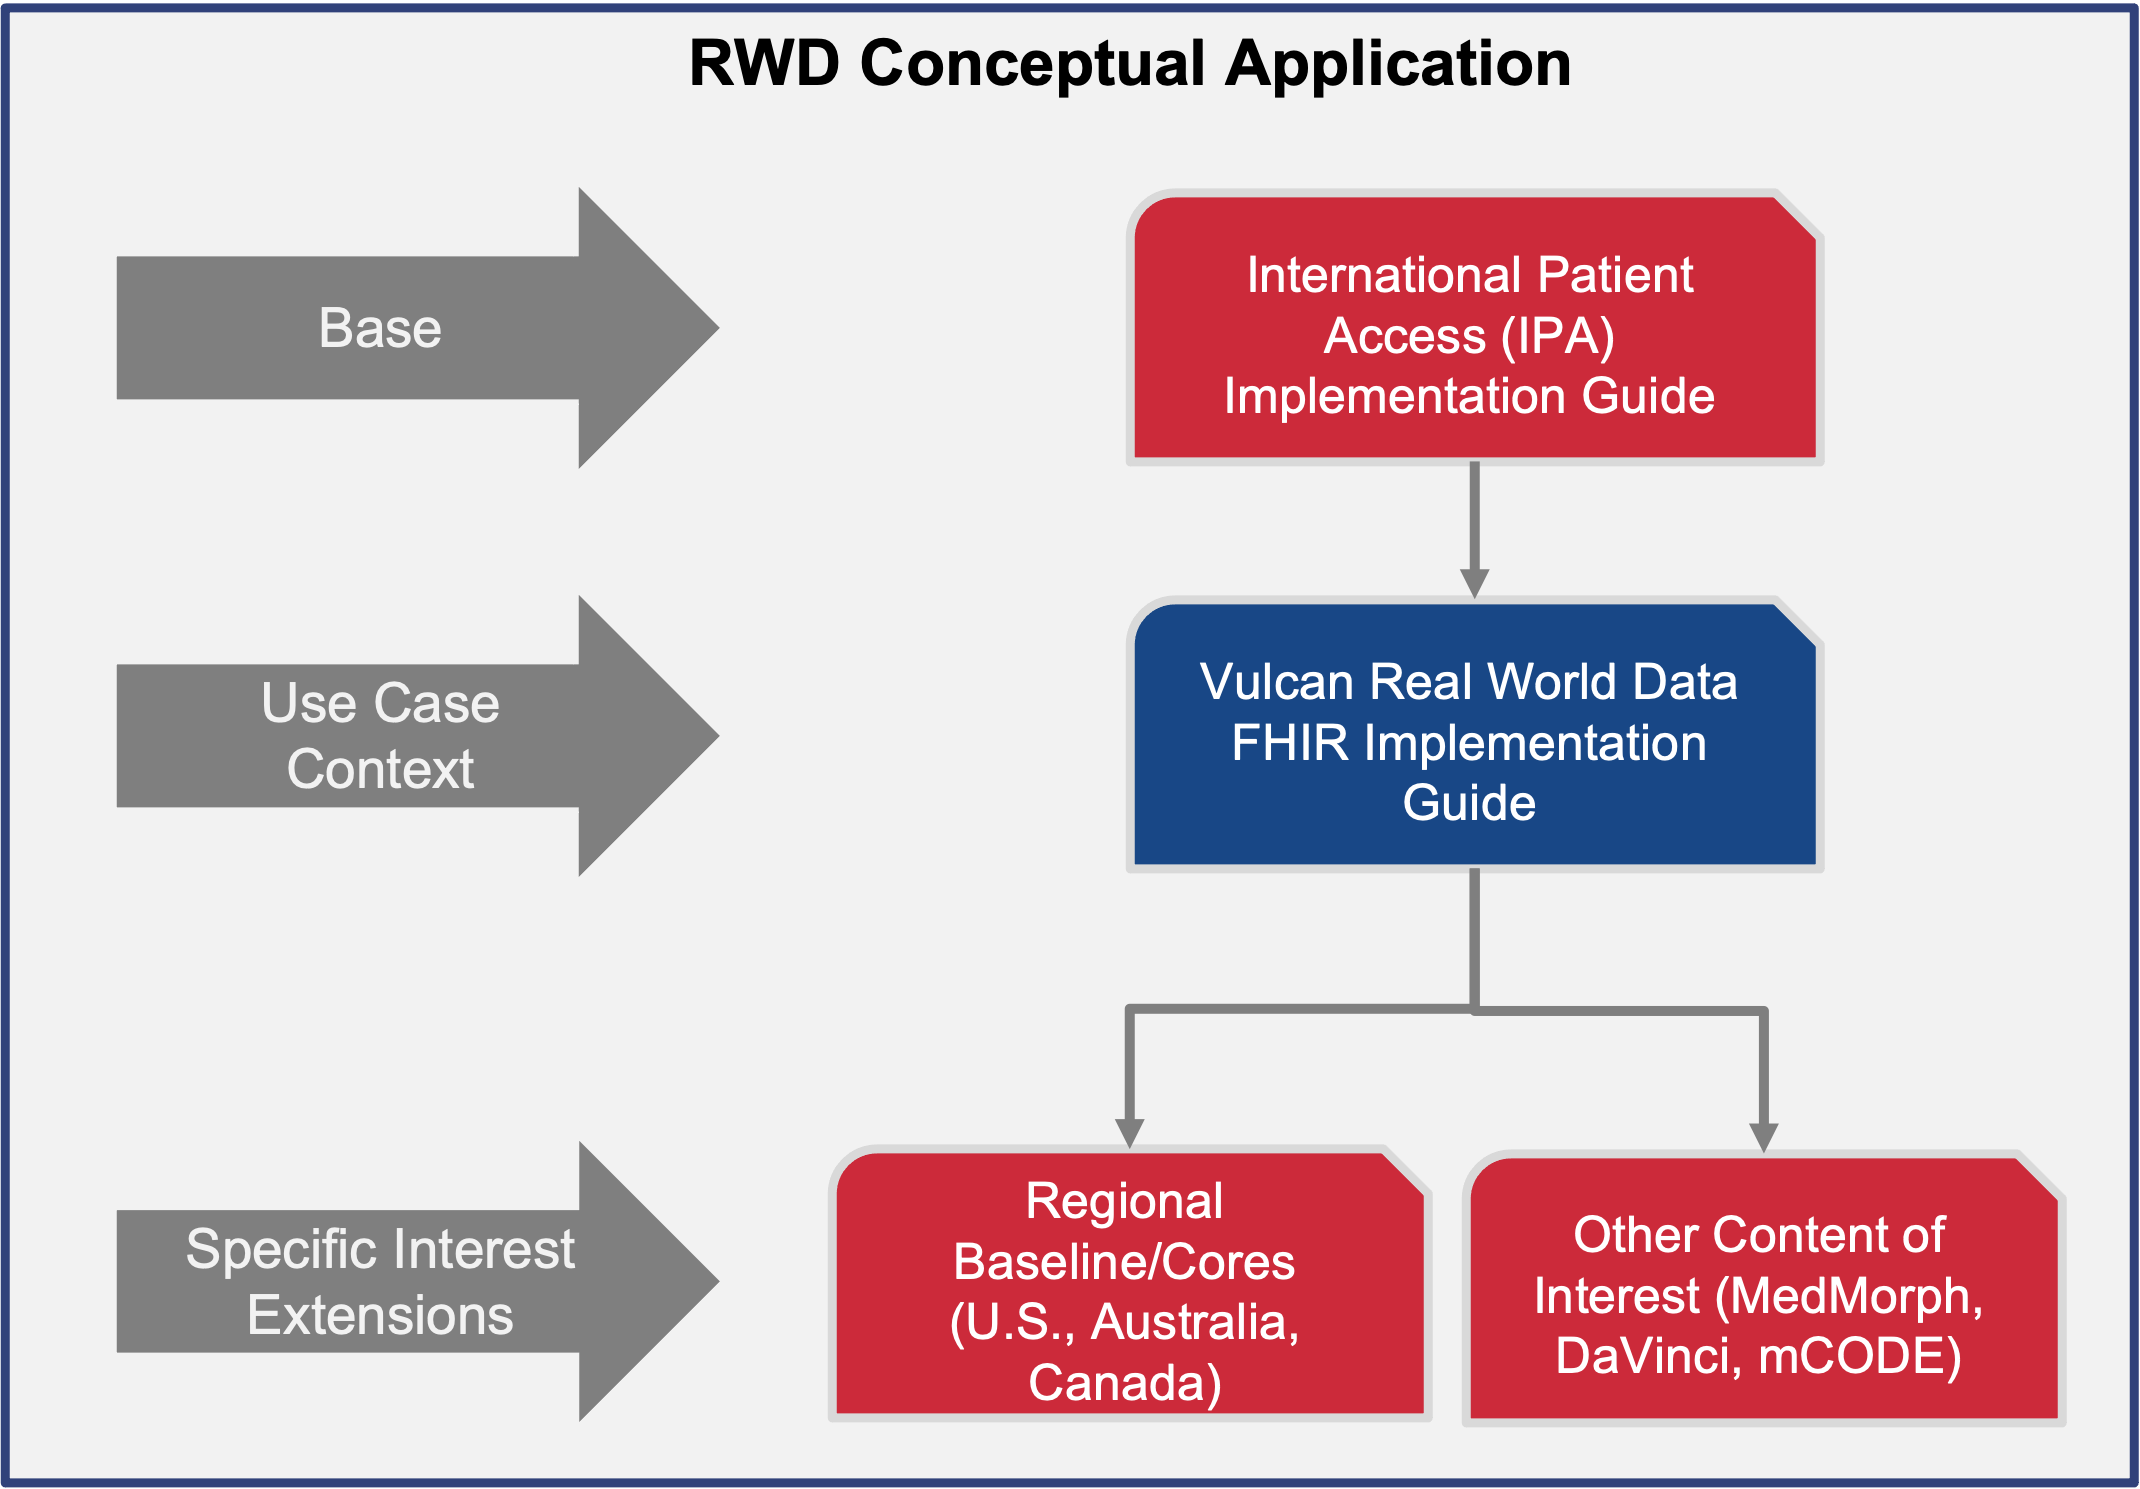 RWD Conceptual Application
Base
International Patient
Access (IPA)
Implementation Guide
Use Case
Context
Vulcan Real World Data
FHIR Implementation
Guide
Specific Interest
Extensions
Regional
Baseline/Cores
(U.S., Australia,
Canada)
Other Content of
Interest (MedMorph,
DaVinci, mCODE)